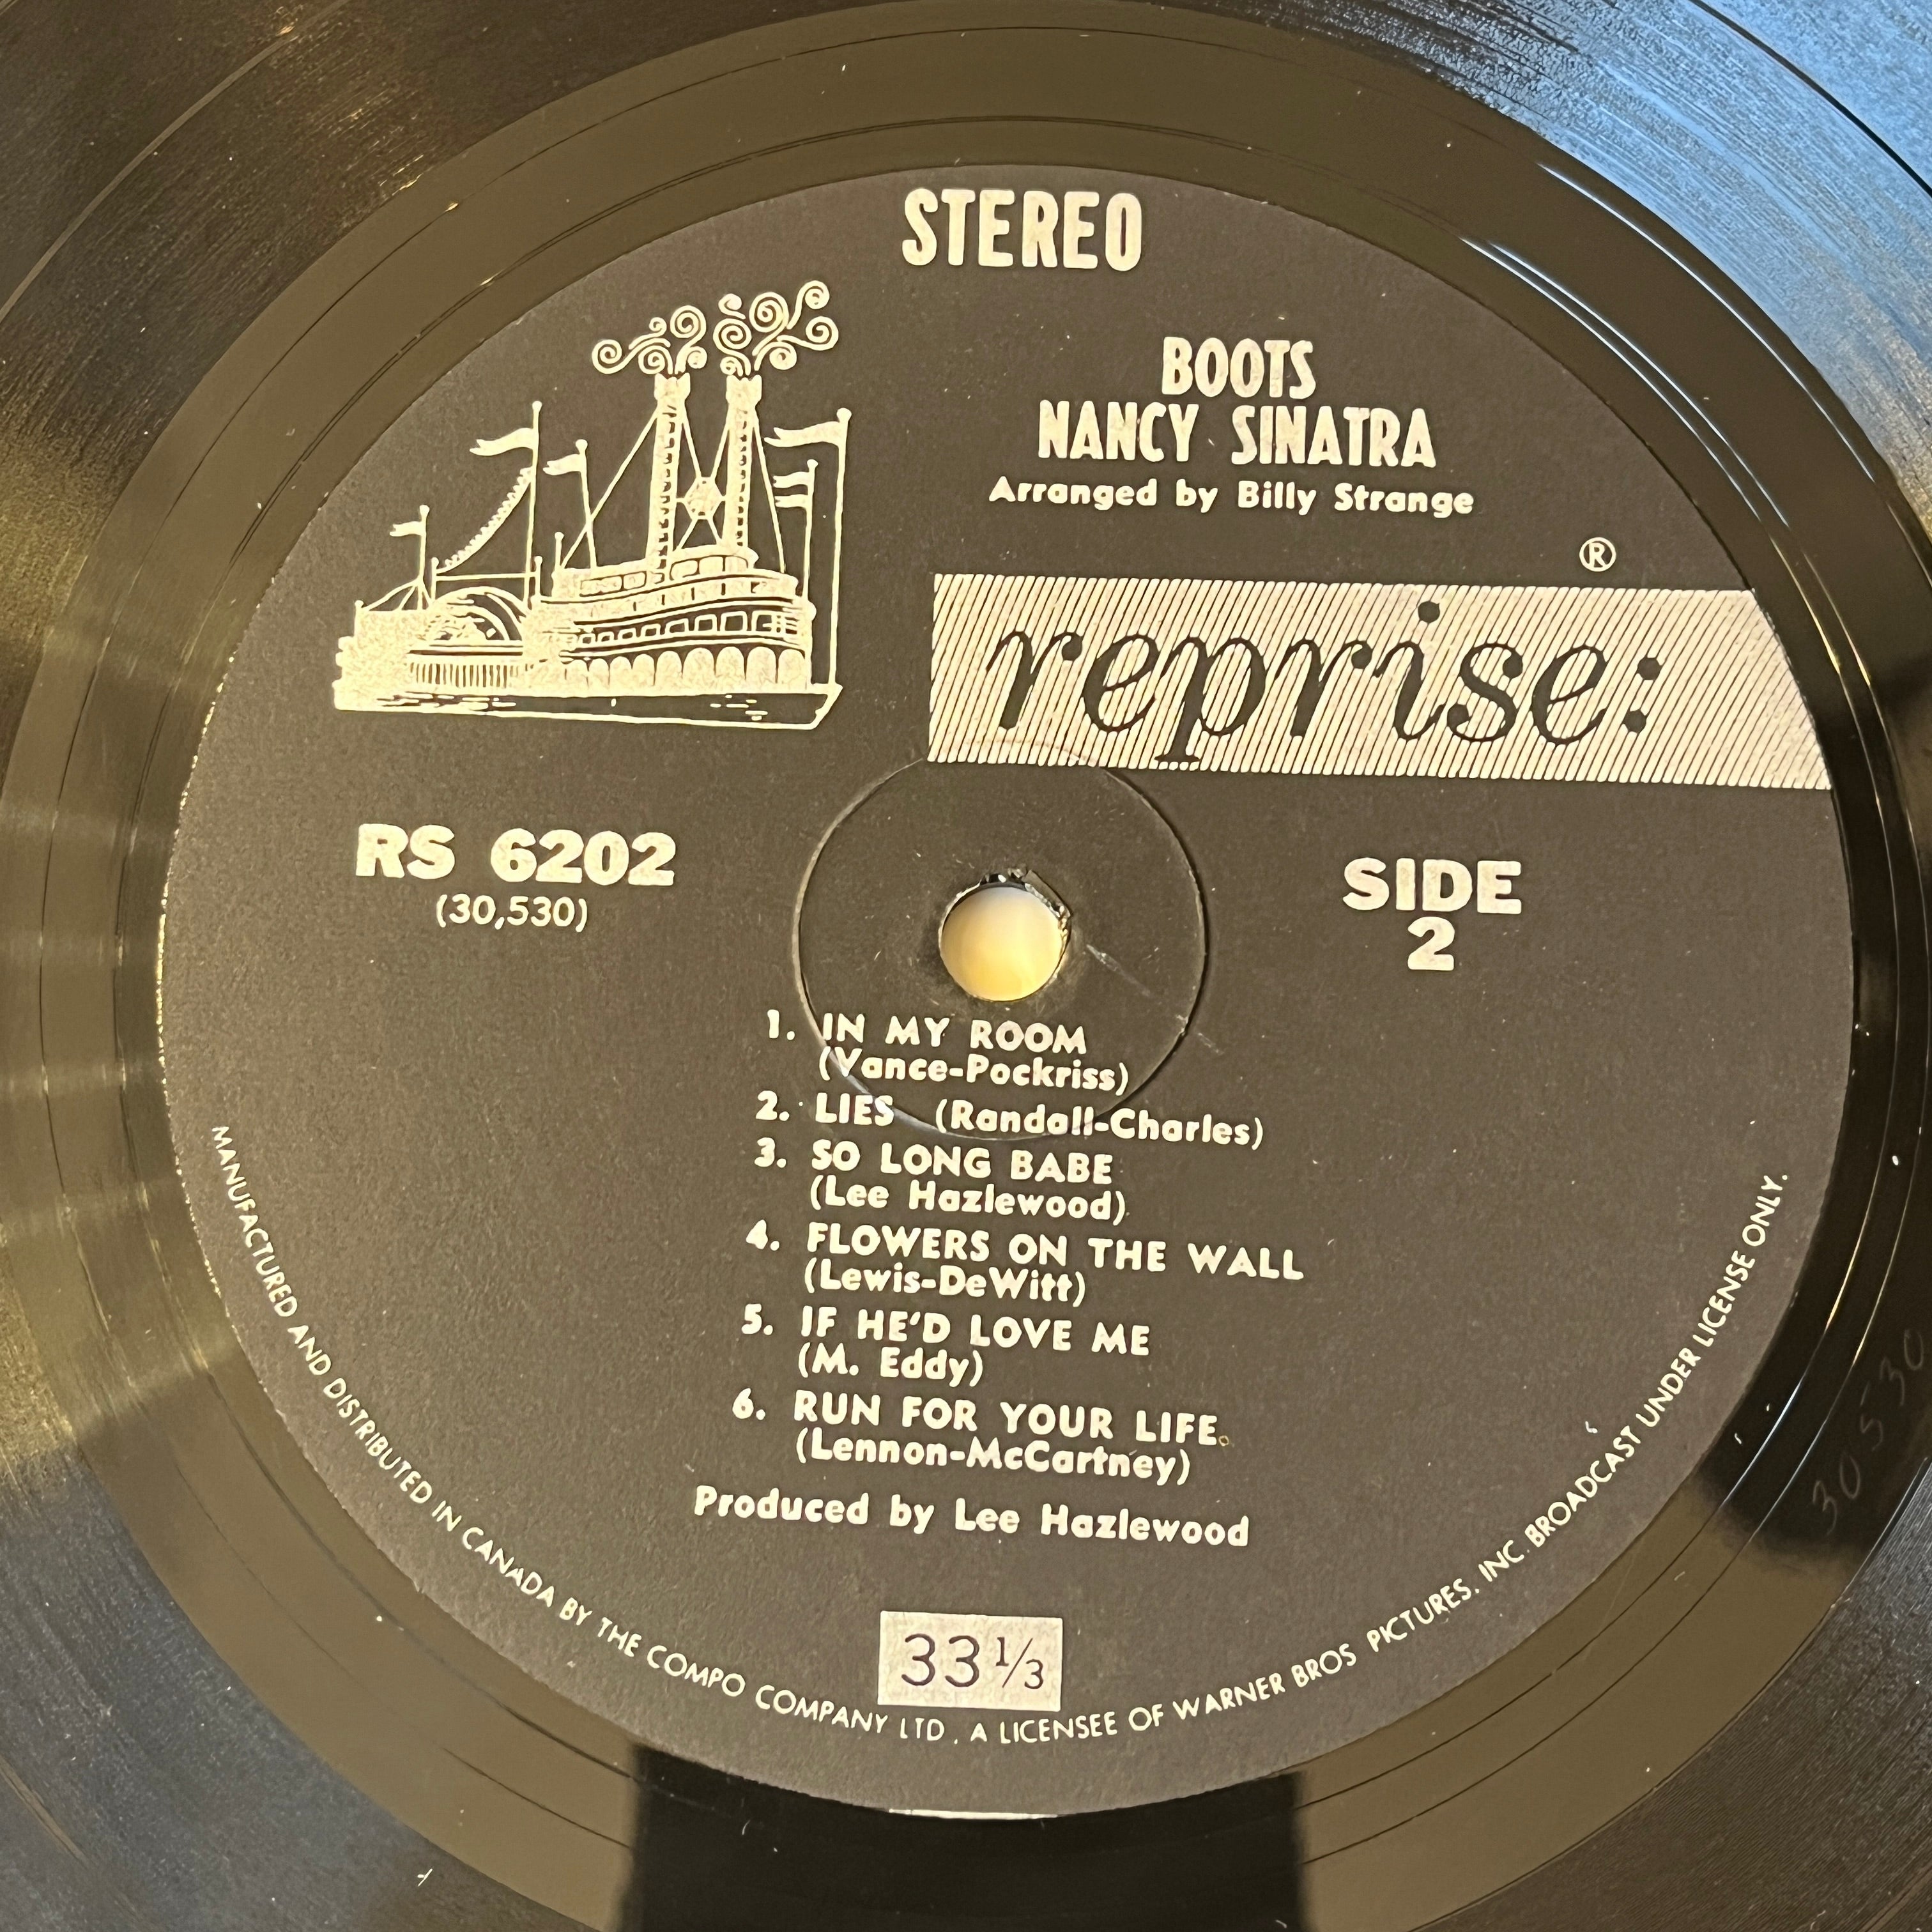 STEREO
BOOTS
NANCY SINATRA
Arranged by Billy Strange
®
reprise:
RS 6202
(30,530)
SIDE
2
1. IN MY ROOM
(Vance-Pockriss)
2. LIES (Randall-Charles)
3. SO LONG BABE
(Lee Hazlewood)
4. FLOWERS ON THE WALL
(Lewis-DeWitt)
5. IF HE'D LOVE ME
(M. Eddy)
6. RUN FOR YOUR LIFE
(Lennon-McCartney)
Produced by Lee Hazlewood
33 1/3
MANUFACTURED AND DISTRIBUTED IN CANADA BY THE COMPO COMPANY LTD. A LICENSEE OF WARNER BROS PICTURES, INC. BROADCAST UNDER LICENSE ONLY.
30530